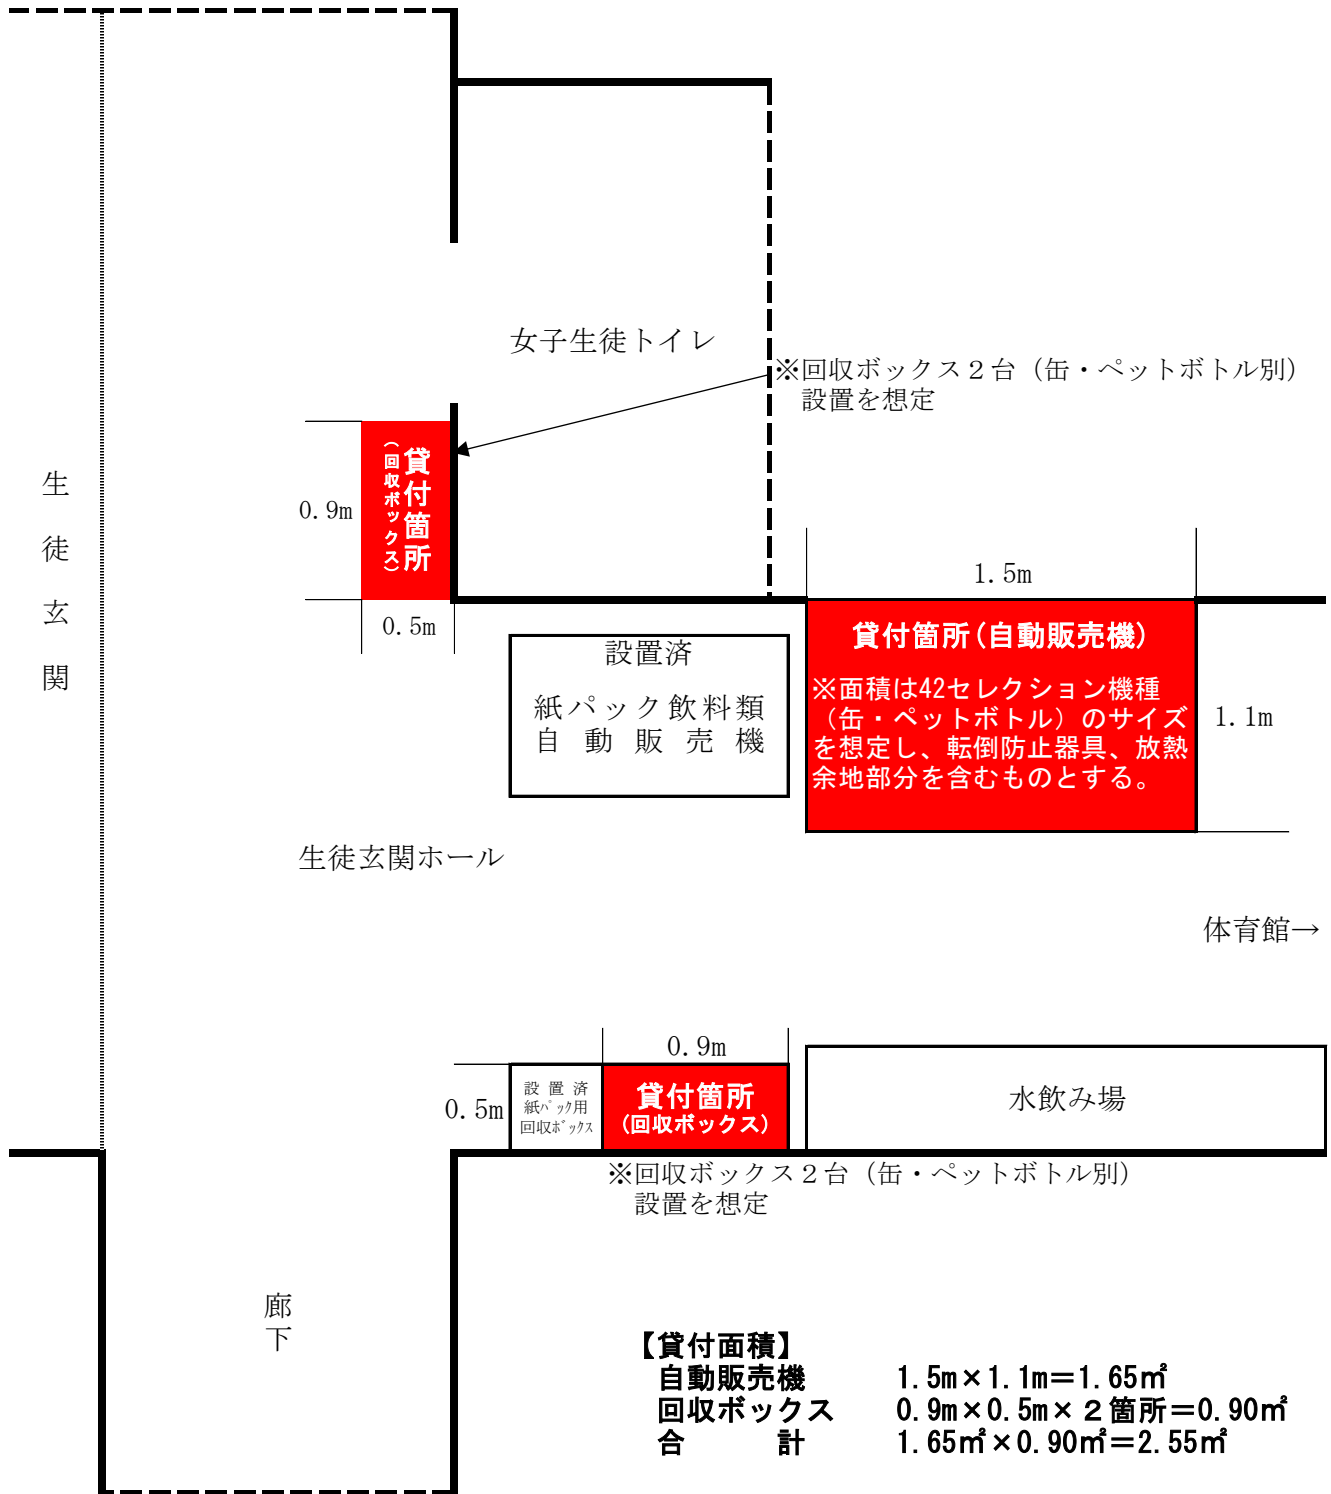 女子生徒トイレ
※回収ボックス２台（缶・ペットボトル別）
設置を想定
生徒玄関
貸付箇所
（回収ボックス）
0.9m
0.5m
1.5m
設置済
紙パック飲料類
自動販売機
貸付箇所(自動販売機)
※面積は42セレクション機種
（缶・ペットボトル）のサイズ
を想定し、転倒防止器具、放熱
余地部分を含むものとする。
1.1m
生徒玄関ホール
体育館→
0.9m
0.5m
設置済
紙ﾊﾟｯｸ用
回収ﾎﾞｯｸｽ
貸付箇所
(回収ボックス)
水飲み場
※回収ボックス２台（缶・ペットボトル別）
設置を想定
廊下
【貸付面積】
自動販売機 1.5m×1.1m＝1.65㎡
回収ボックス 0.9m×0.5m×２箇所＝0.90㎡
合計 1.65㎡×0.90㎡＝2.55㎡